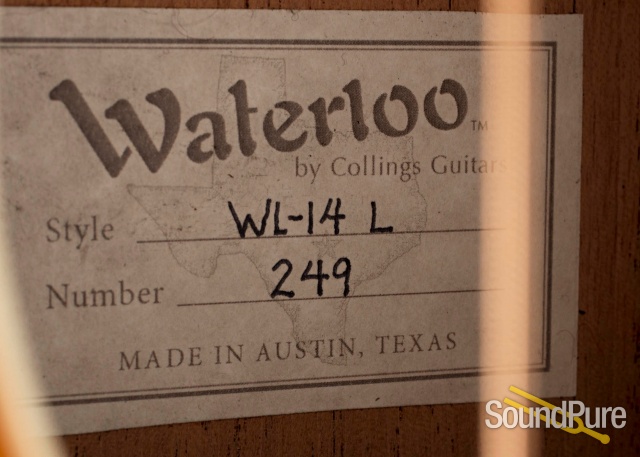 Waterloo™
by Collings Guitars
Style WL-14 L
Number 249
MADE IN AUSTIN, TEXAS
SoundPure